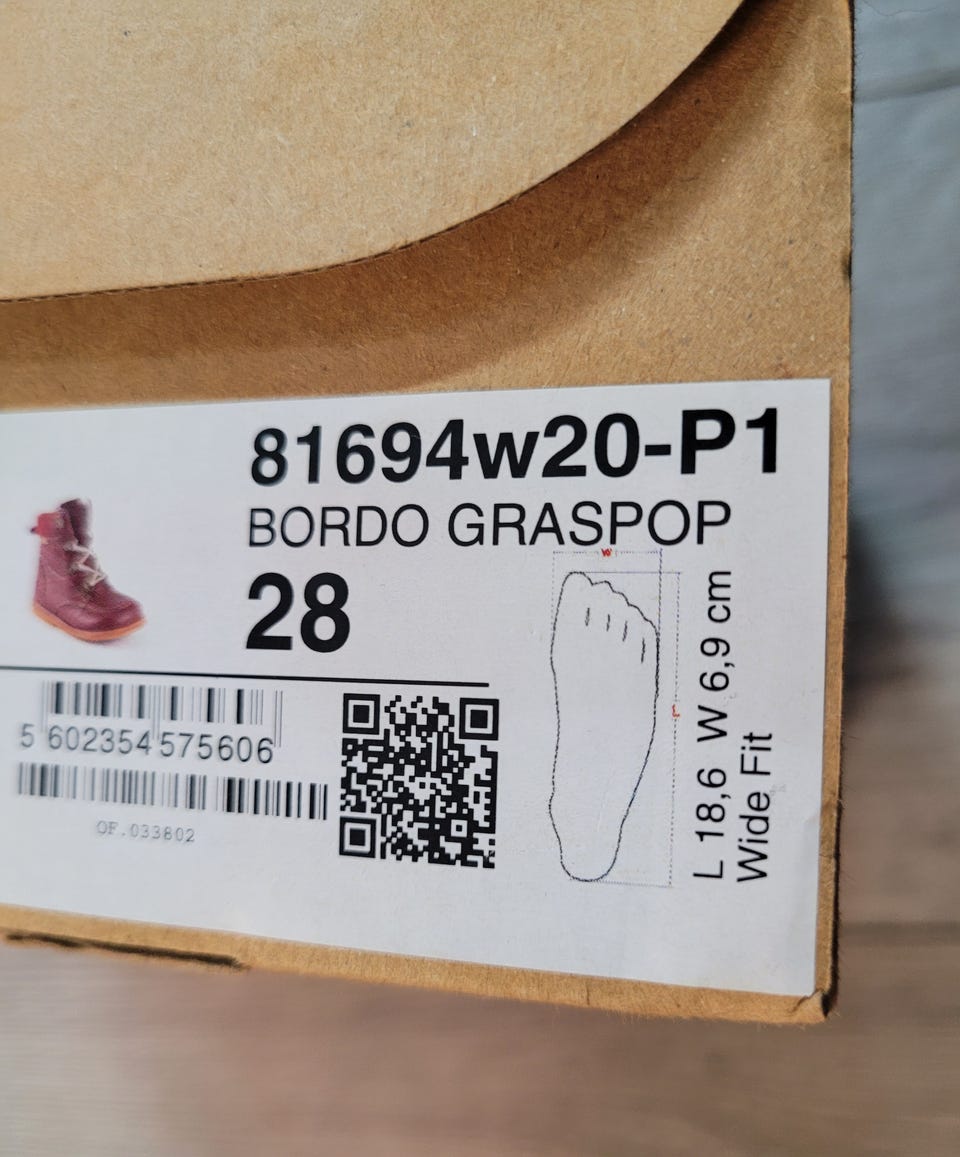 81694w20-P1
BORDO GRASPOP
28
W
L
5 602354 575606
OF.033802
L 18,6 W 6,9 cm
Wide Fit